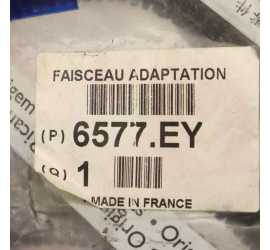 FAISCEAU ADAPTATION
(P) 6577.EY
(Q) 1
MADE IN FRANCE